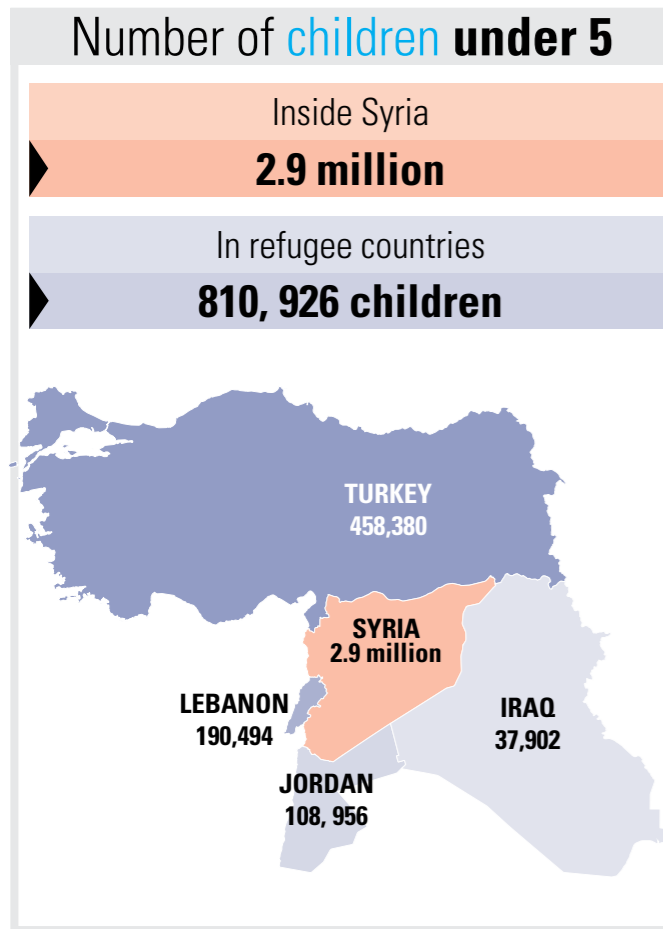 Number of children under 5
Inside Syria
2.9 million
In refugee countries
810, 926 children
TURKEY
458,380
SYRIA
2.9 million
LEBANON
190,494
IRAQ
37,902
JORDAN
108, 956